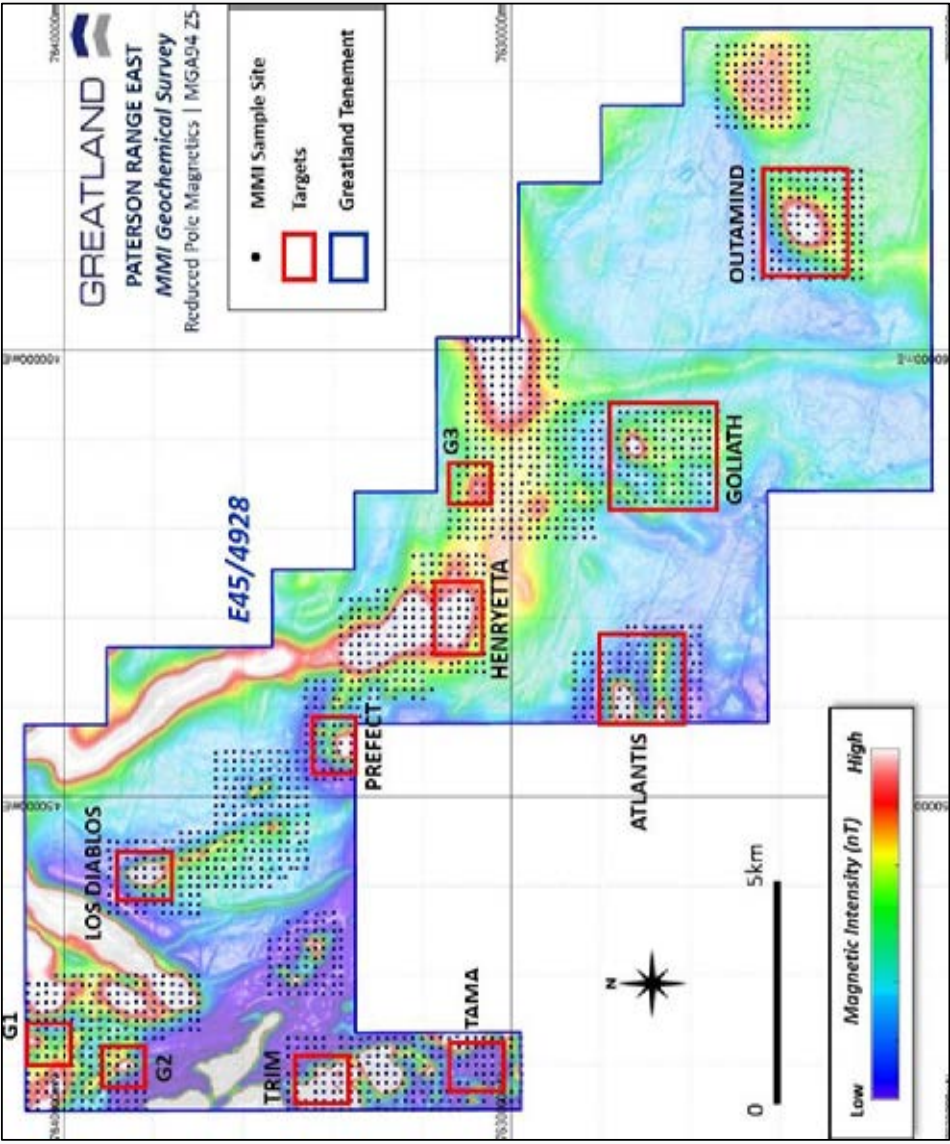 GREATLAND
PATERSON RANGE EAST
MMI Geochemical Survey
Reduced Pole Magnetics | MGA94 Z5
MMI Sample Site
Targets
Greatland Tenement
E45/4928
G1
G2
LOS DIABLOS
TRIM
TAMA
PREFECT
HENRYETTA
G3
ATLANTIS
GOLIATH
OUTAMIND
N
0
5km
Magnetic Intensity (nT)
Low
High